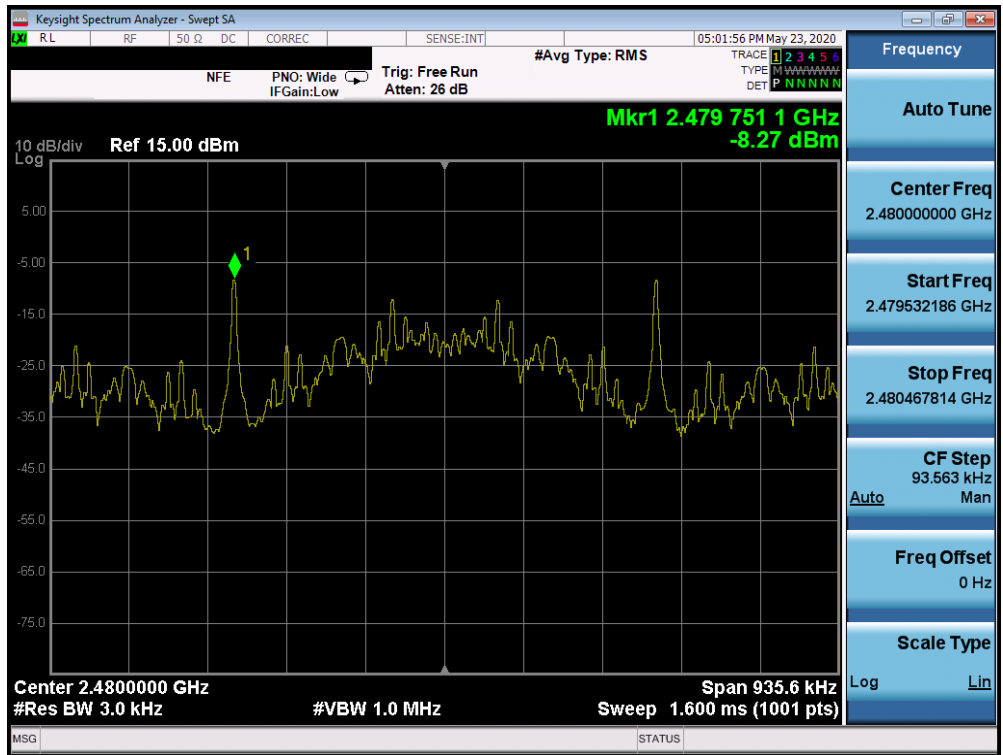 Keysight Spectrum Analyzer - Swept SA
LXI RL RF 50 Ω DC CORREC SENSE:INT 05:01:56 PM May 23, 2020
NFE
PNO: Wide
IFGain:Low
Trig: Free Run
Atten: 26 dB
#Avg Type: RMS
TRACE 1 2 3 4 5 6
TYPE M W W W W W
DET P N N N N N
Mkr1 2.479 751 1 GHz
-8.27 dBm
10 dB/div Ref 15.00 dBm
Log
1
5.00
-5.00
-15.0
-25.0
-35.0
-45.0
-55.0
-65.0
-75.0
Center 2.4800000 GHz Span 935.6 kHz
#Res BW 3.0 kHz #VBW 1.0 MHz Sweep 1.600 ms (1001 pts)
MSG STATUS
Frequency
Auto Tune
Center Freq
2.480000000 GHz
Start Freq
2.479532186 GHz
Stop Freq
2.480467814 GHz
CF Step
93.563 kHz
Auto Man
Freq Offset
0 Hz
Scale Type
Log Lin